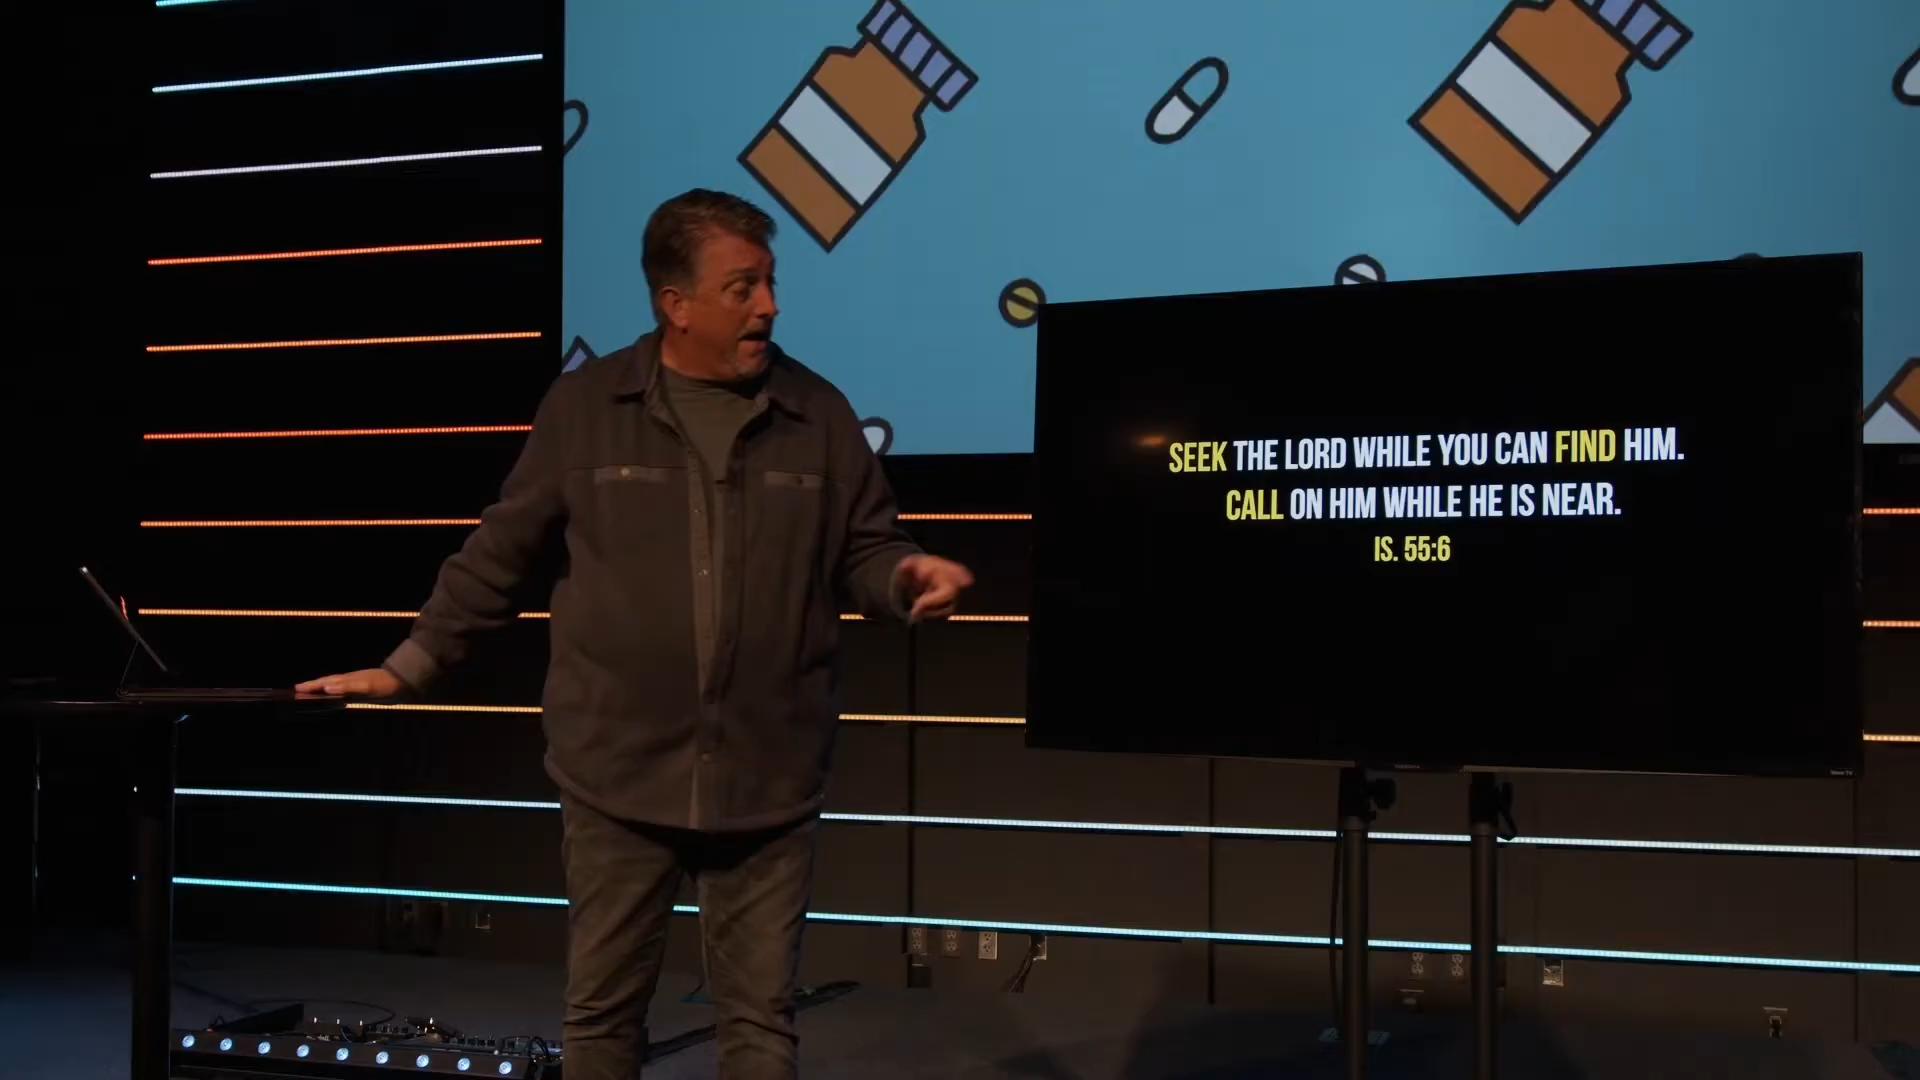 SEEK THE LORD WHILE YOU CAN FIND HIM.
CALL ON HIM WHILE HE IS NEAR.
IS. 55:6